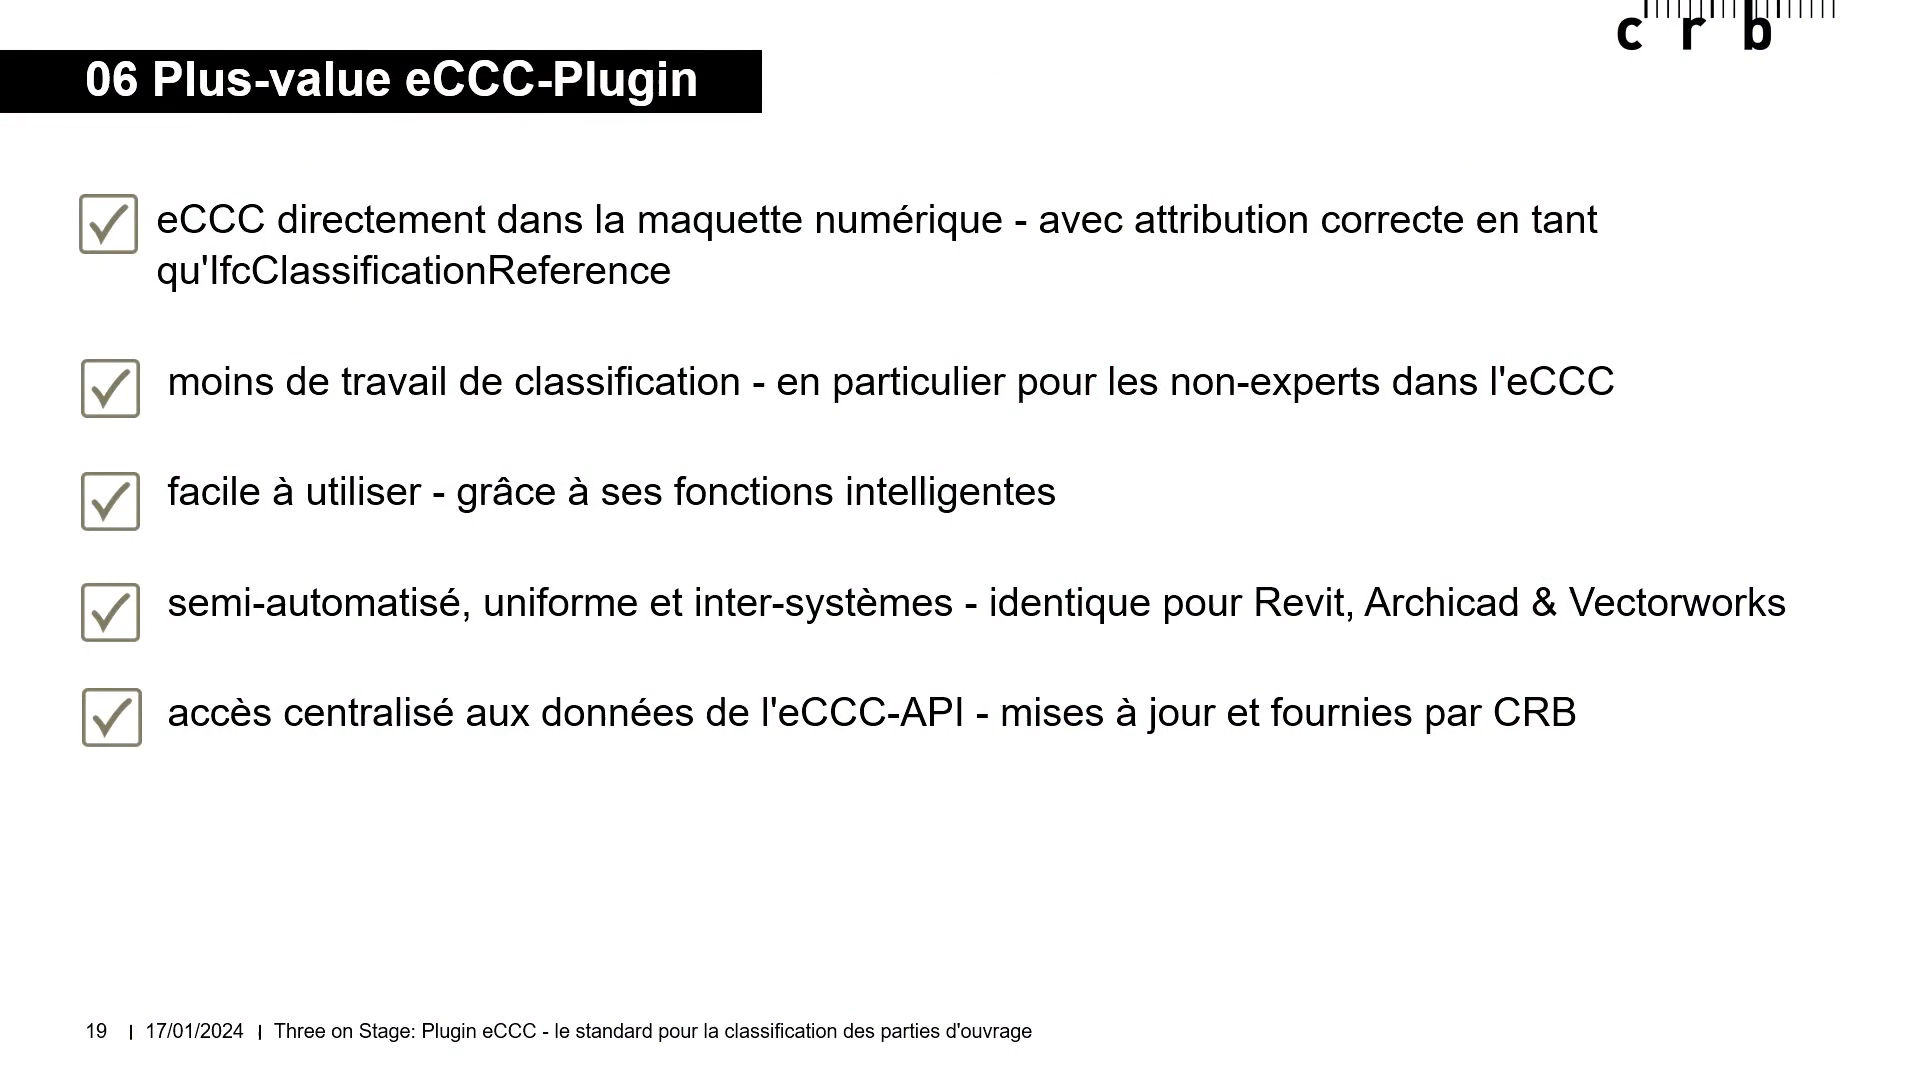 crb
06 Plus-value eCCC-Plugin
eCCC directement dans la maquette numérique - avec attribution correcte en tant
qu'IfcClassificationReference
moins de travail de classification - en particulier pour les non-experts dans l'eCCC
facile à utiliser - grâce à ses fonctions intelligentes
semi-automatisé, uniforme et inter-systèmes - identique pour Revit, Archicad & Vectorworks
accès centralisé aux données de l'eCCC-API - mises à jour et fournies par CRB
19 | 17/01/2024 | Three on Stage: Plugin eCCC - le standard pour la classification des parties d'ouvrage